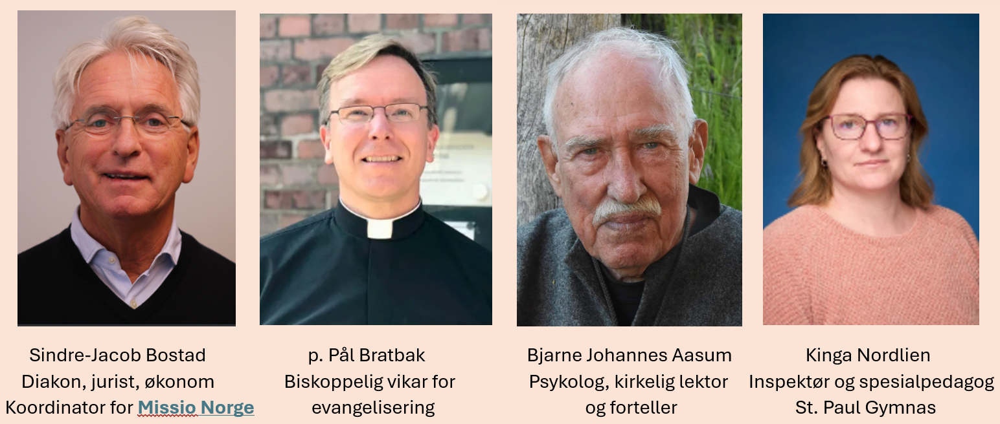 Sindre-Jacob Bostad
Diakon, jurist, økonom
Koordinator for Missio Norge
p. Pål Bratbak
Biskoppelig vikar for
evangelisering
Bjarne Johannes Aasum
Psykolog, kirkelig lektor
og forteller
Kinga Nordlien
Inspektør og spesialpedagog
St. Paul Gymnas